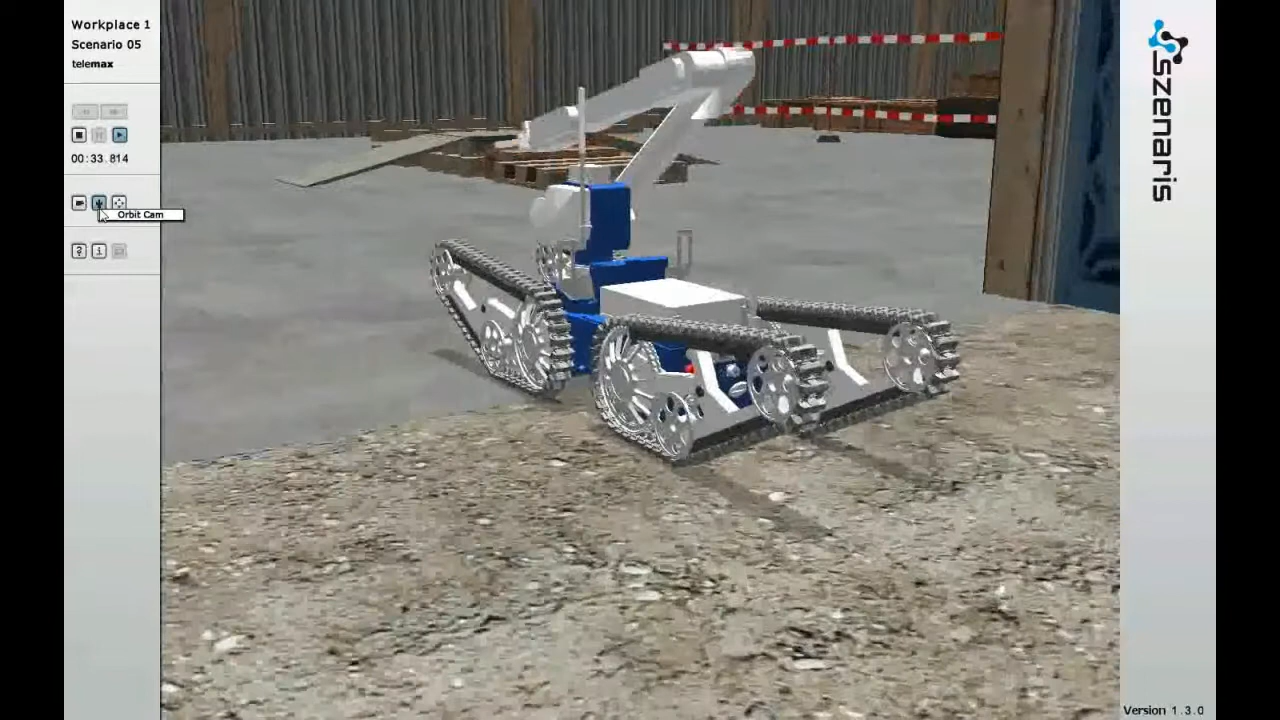 Workplace 1
Scenario 05
telemax
00:33.814
Orbit Cam
szenaris
Version 1.3.0